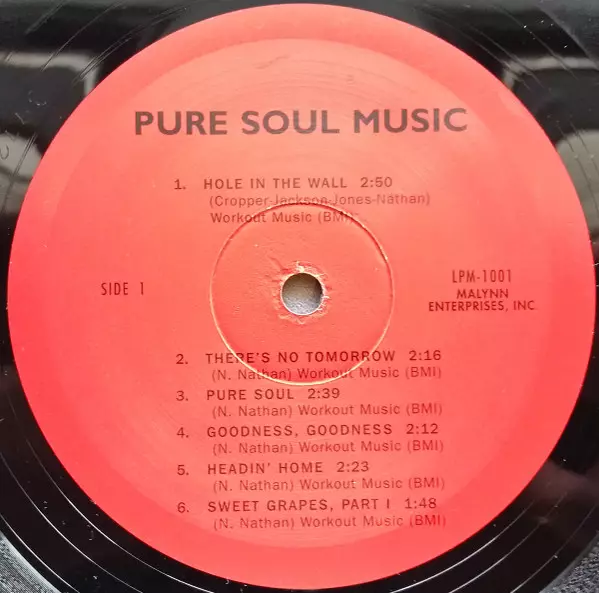 PURE SOUL MUSIC
1. HOLE IN THE WALL 2:50
(Cropper-Jackson-Jones-Nathan)
Workout Music (BMI)
SIDE 1
LPM-1001
MALYNN
ENTERPRISES, INC.
2. THERE'S NO TOMORROW 2:16
(N. Nathan) Workout Music (BMI)
3. PURE SOUL 2:39
(N. Nathan) Workout Music (BMI)
4. GOODNESS, GOODNESS 2:12
(N. Nathan) Workout Music (BMI)
5. HEADIN' HOME 2:23
(N. Nathan) Workout Music (BMI)
6. SWEET GRAPES, PART I 1:48
(N. Nathan) Workout Music (BMI)